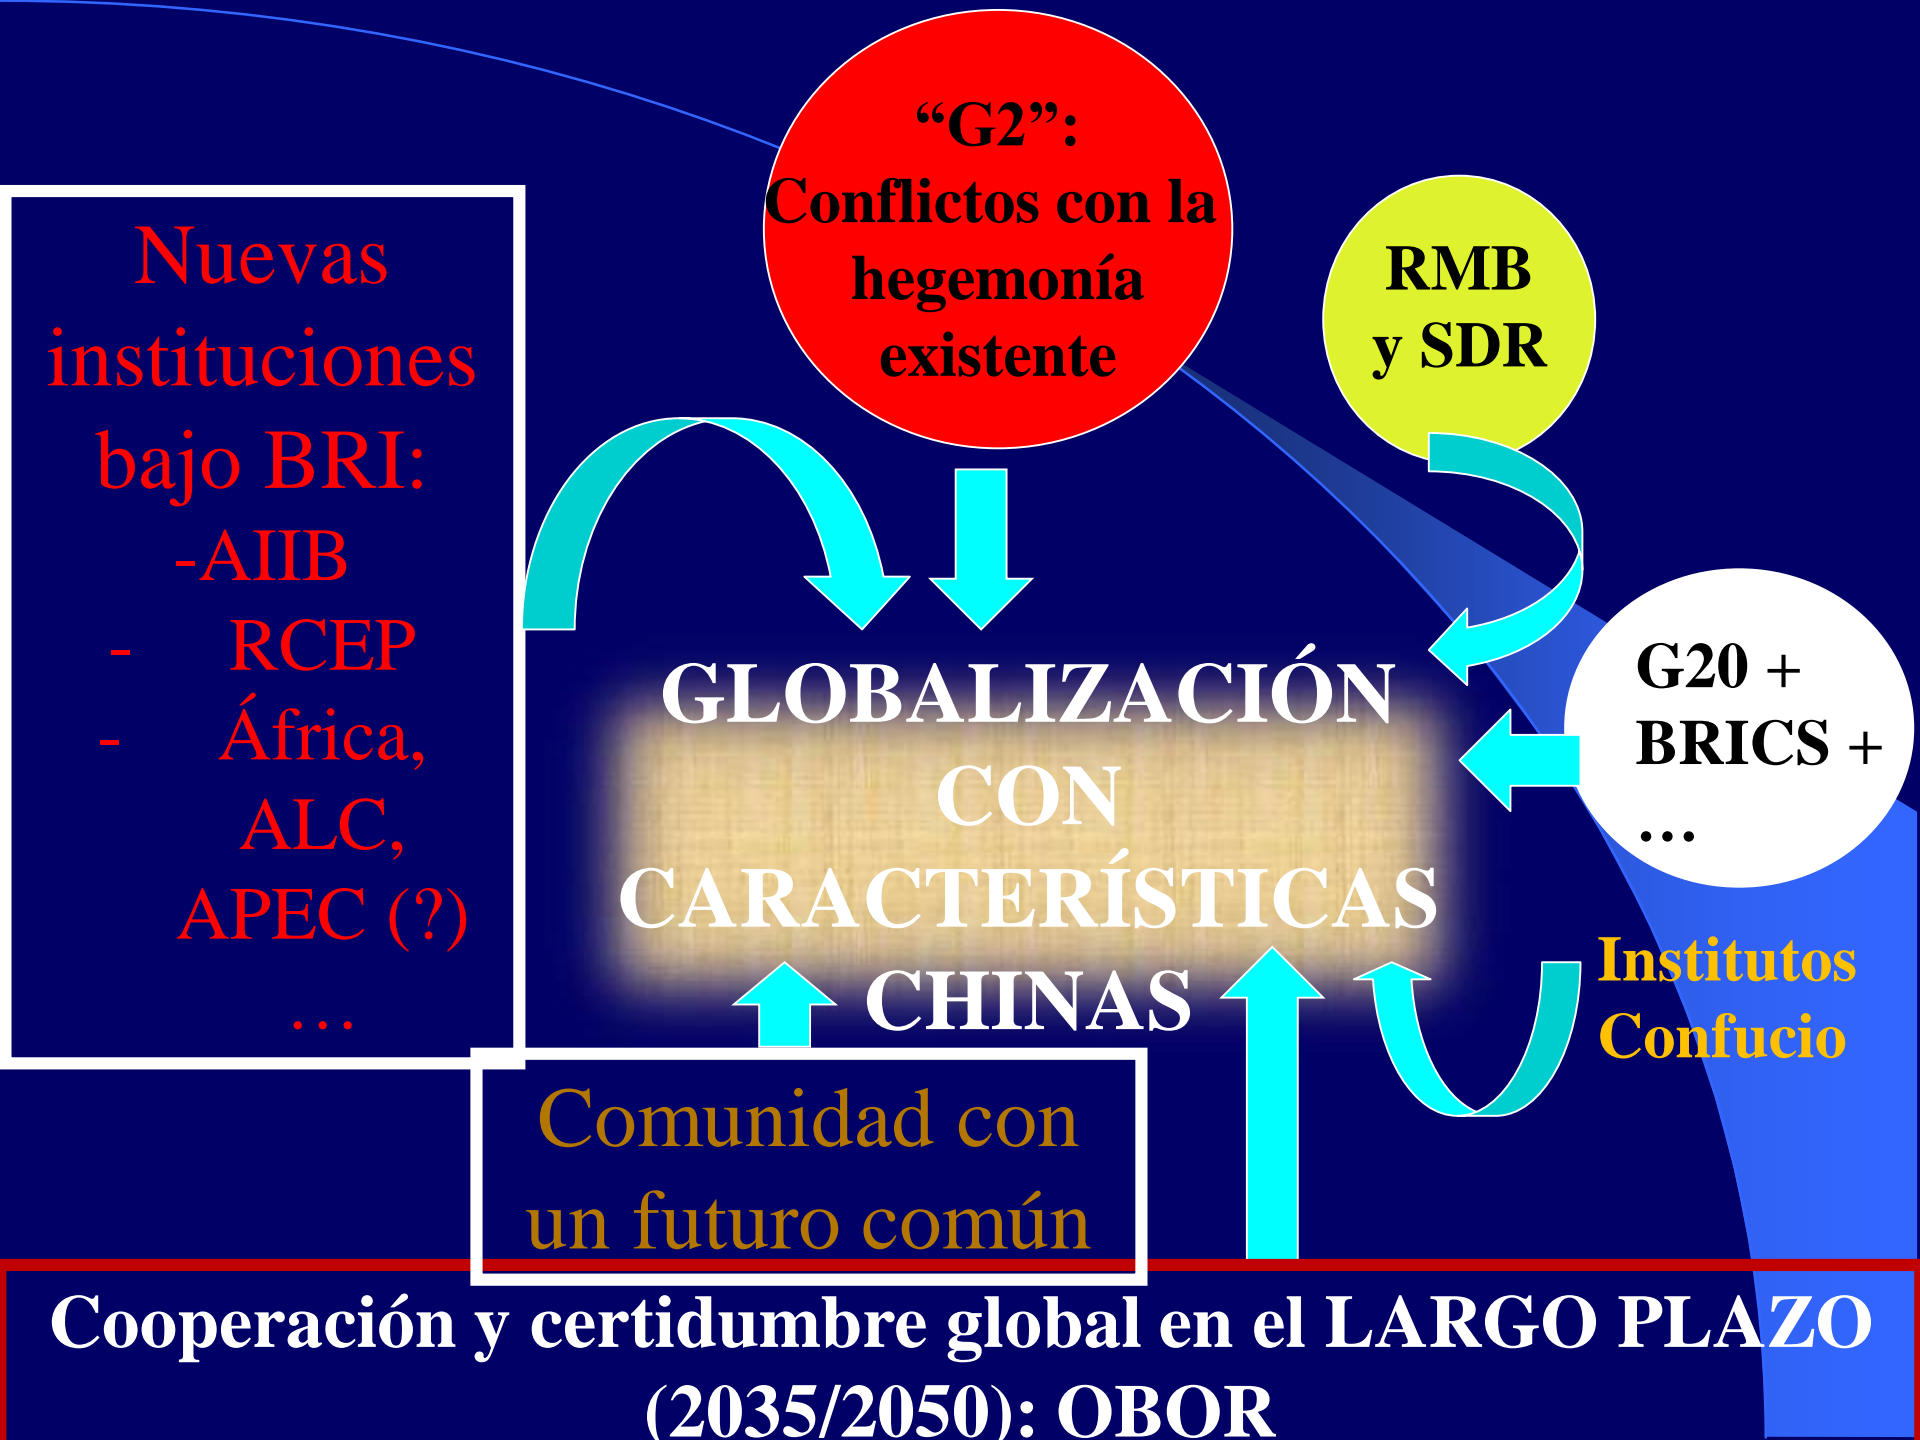 “G2”:
Conflictos con la
hegemonía
existente
RMB
y SDR
Nuevas
instituciones
bajo BRI:
-AIIB
- RCEP
- África,
ALC,
APEC (?)
…
G20 +
BRICS +
…
GLOBALIZACIÓN
CON
CARACTERÍSTICAS
CHINAS
Institutos
Confucio
Comunidad con
un futuro común
Cooperación y certidumbre global en el LARGO PLAZO
(2035/2050): OBOR